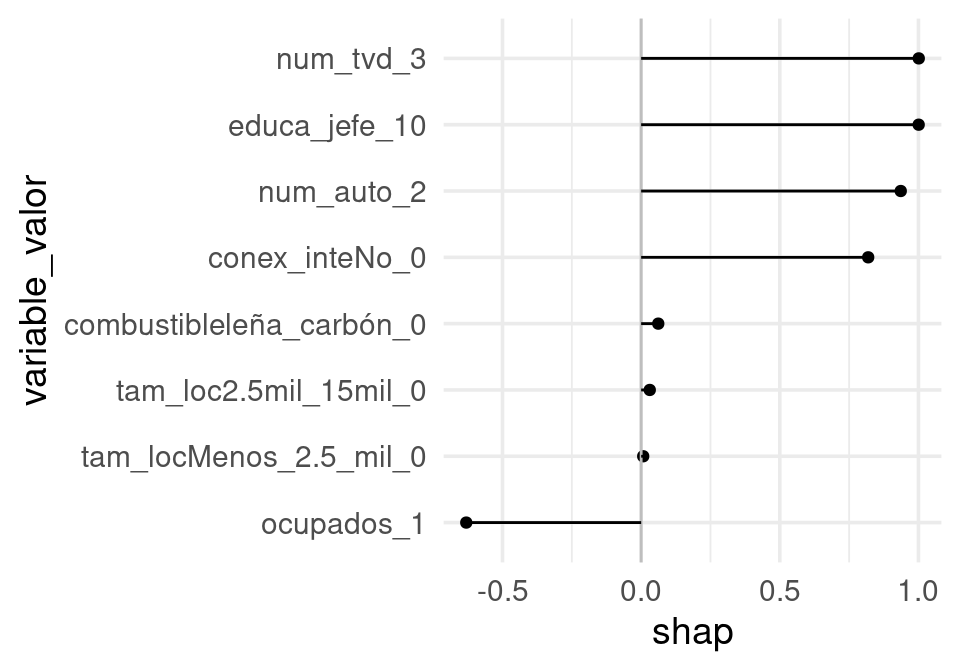 num_tvd_3
educa_jefe_10
num_auto_2
conex_inteNo_0
combustibleleña_carbón_0
tam_loc2.5mil_15mil_0
tam_locMenos_2.5_mil_0
ocupados_1
variable_valor
-0.5 0.0 0.5 1.0
shap